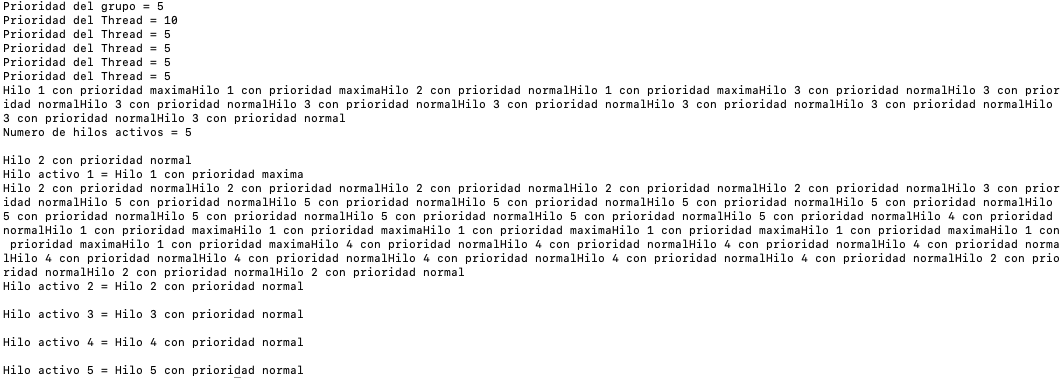 Prioridad del grupo = 5
Prioridad del Thread = 10
Prioridad del Thread = 5
Prioridad del Thread = 5
Prioridad del Thread = 5
Prioridad del Thread = 5
Hilo 1 con prioridad maximaHilo 1 con prioridad maximaHilo 2 con prioridad normalHilo 1 con prioridad maximaHilo 3 con prioridad normalHilo 3 con prior
idad normalHilo 3 con prioridad normalHilo 3 con prioridad normalHilo 3 con prioridad normalHilo 3 con prioridad normalHilo 3 con prioridad normalHilo
3 con prioridad normalHilo 3 con prioridad normal
Numero de hilos activos = 5
Hilo 2 con prioridad normal
Hilo activo 1 = Hilo 1 con prioridad maxima
Hilo 2 con prioridad normalHilo 2 con prioridad normalHilo 2 con prioridad normalHilo 2 con prioridad normalHilo 2 con prioridad normalHilo 3 con prior
idad normalHilo 5 con prioridad normalHilo 5 con prioridad normalHilo 5 con prioridad normalHilo 5 con prioridad normalHilo 5 con prioridad normalHilo
5 con prioridad normalHilo 5 con prioridad normalHilo 5 con prioridad normalHilo 5 con prioridad normalHilo 5 con prioridad normalHilo 4 con prioridad
normalHilo 1 con prioridad maximaHilo 1 con prioridad maximaHilo 1 con prioridad maximaHilo 1 con prioridad maximaHilo 1 con prioridad maximaHilo 1 con
prioridad maximaHilo 1 con prioridad maximaHilo 4 con prioridad normalHilo 4 con prioridad normalHilo 4 con prioridad normalHilo 4 con prioridad norma
lHilo 4 con prioridad normalHilo 4 con prioridad normalHilo 4 con prioridad normalHilo 4 con prioridad normalHilo 4 con prioridad normalHilo 2 con prio
ridad normalHilo 2 con prioridad normalHilo 2 con prioridad normal
Hilo activo 2 = Hilo 2 con prioridad normal
Hilo activo 3 = Hilo 3 con prioridad normal
Hilo activo 4 = Hilo 4 con prioridad normal
Hilo activo 5 = Hilo 5 con prioridad normal